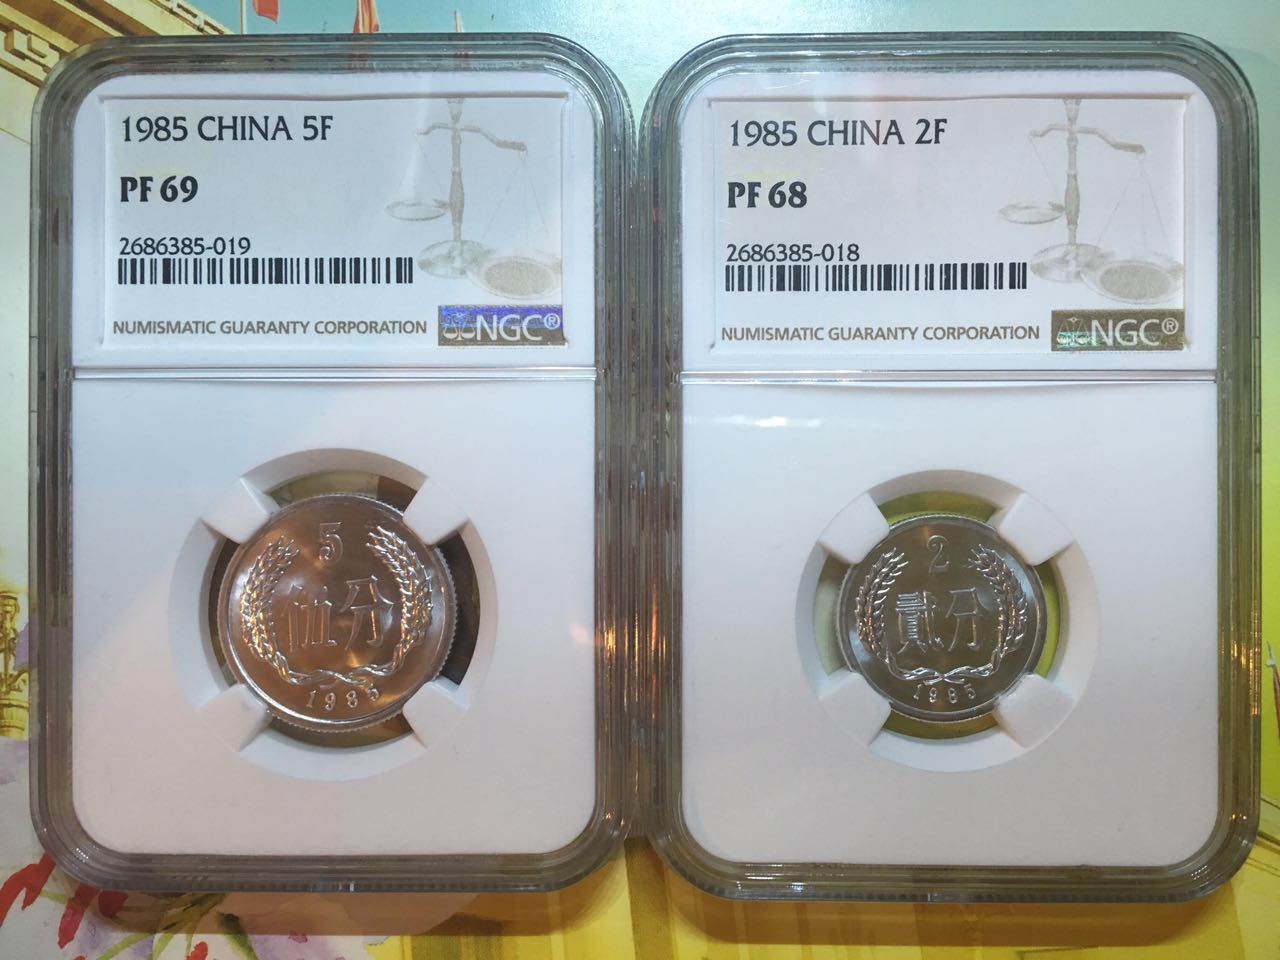 1985 CHINA 5F
PF 69
2686385-019
NUMISMATIC GUARANTY CORPORATION
NGC®
5
伍分
1985
1985 CHINA 2F
PF 68
2686385-018
NUMISMATIC GUARANTY CORPORATION
NGC®
2
贰分
1985